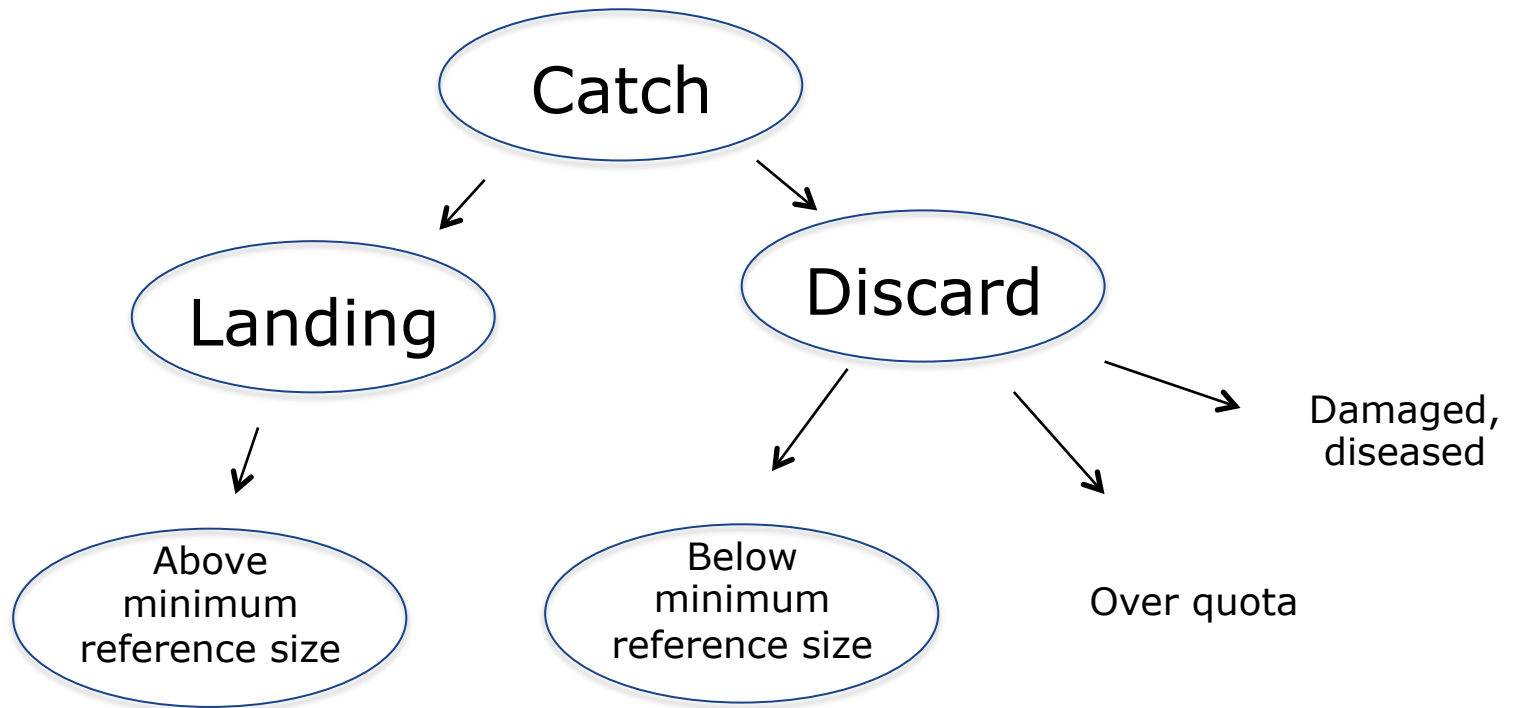 Catch
Landing
Discard
Damaged,
diseased
Above
minimum
reference size
Below
minimum
reference size
Over quota